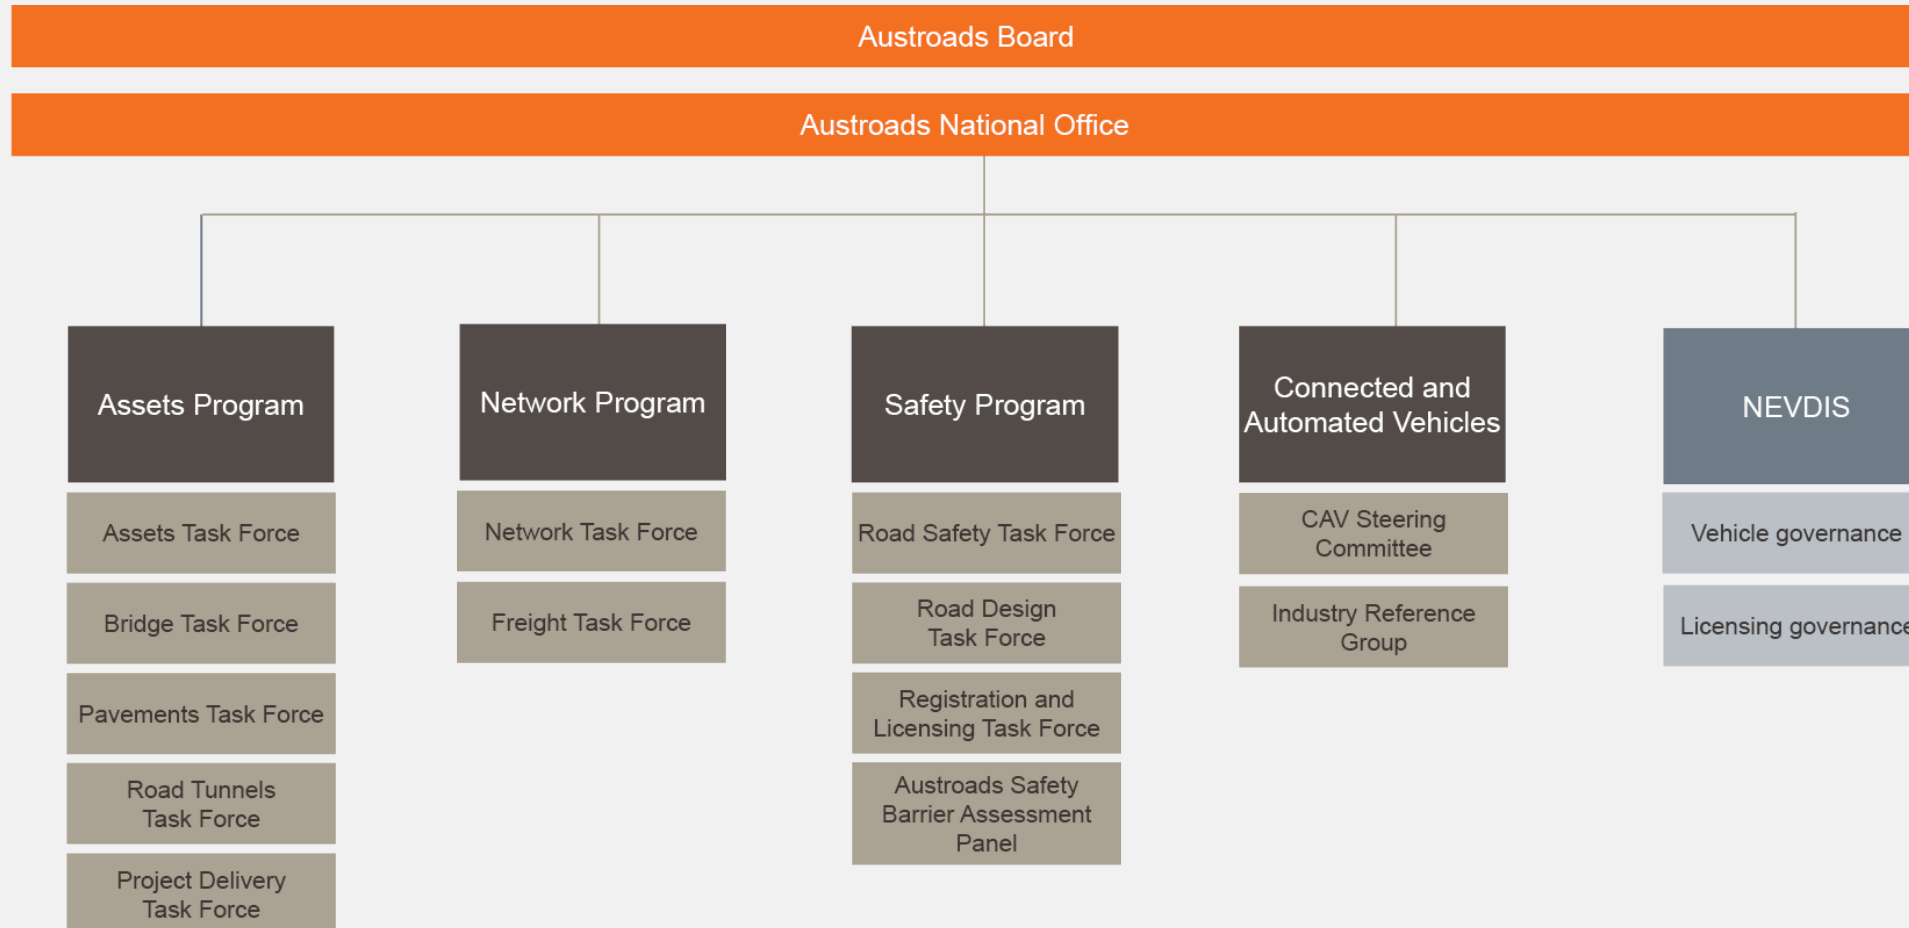 Austroads Board
Austroads National Office
Assets Program
Assets Task Force
Bridge Task Force
Pavements Task Force
Road Tunnels
Task Force
Project Delivery
Task Force
Network Program
Network Task Force
Freight Task Force
Safety Program
Road Safety Task Force
Road Design
Task Force
Registration and
Licensing Task Force
Austroads Safety
Barrier Assessment
Panel
Connected and
Automated Vehicles
CAV Steering
Committee
Industry Reference
Group
NEVDIS
Vehicle governance
Licensing governance